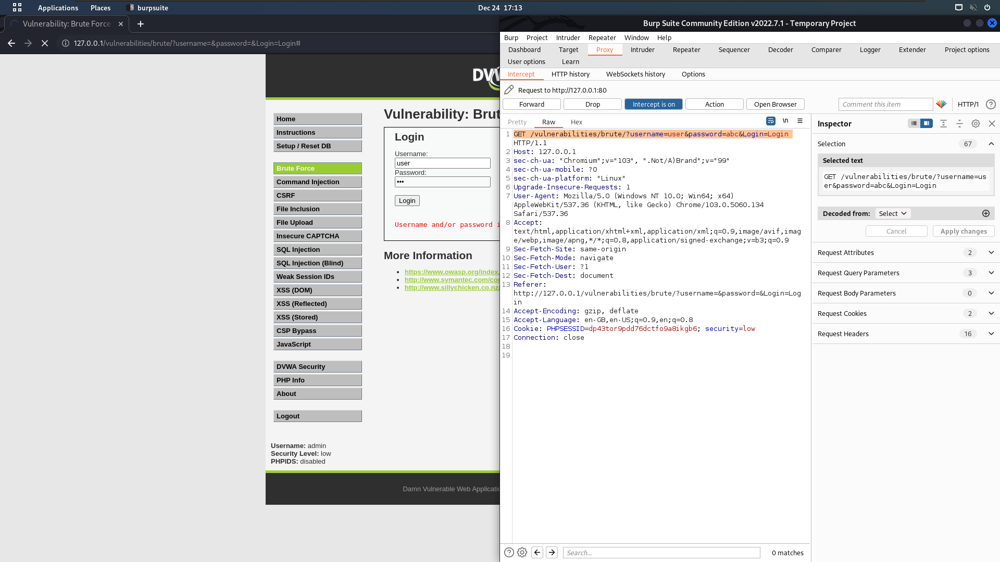 Applications Places burpsuite
Dec 24 17:13
Vulnerability: Brute Force
127.0.0.1/vulnerabilities/brute/?username=&password=&Login=Login#
Home
Instructions
Setup / Reset DB
Brute Force
Command Injection
CSRF
File Inclusion
File Upload
Insecure CAPTCHA
SQL Injection
SQL Injection (Blind)
Weak Session IDs
XSS (DOM)
XSS (Reflected)
XSS (Stored)
CSP Bypass
JavaScript
DVWA Security
PHP Info
About
Logout
Username: admin
Security Level: low
PHPIDS: disabled
Vulnerability: Brut
Login
Username:
user
Password:
•••
Login
Username and/or password i
More Information
https://www.owasp.org/index.
http://www.symantec.com/con
http://www.sillychicken.co.nz/
Damn Vulnerable Web Applicatio
Burp Suite Community Edition v2022.7.1 - Temporary Project
Burp Project Intruder Repeater Window Help
Dashboard Target Proxy Intruder Repeater Sequencer Decoder Comparer Logger Extender Project options
User options Learn
Intercept HTTP history WebSockets history Options
Request to http://127.0.0.1:80
Forward Drop Intercept is on Action Open Browser Comment this item HTTP/1 ?
Pretty Raw Hex \n
1 GET /vulnerabilities/brute/?username=user&password=abc&Login=Login
HTTP/1.1
2 Host: 127.0.0.1
3 sec-ch-ua: "Chromium";v="103", ".Not/A)Brand";v="99"
4 sec-ch-ua-mobile: ?0
5 sec-ch-ua-platform: "Linux"
6 Upgrade-Insecure-Requests: 1
7 User-Agent: Mozilla/5.0 (Windows NT 10.0; Win64; x64)
AppleWebKit/537.36 (KHTML, like Gecko) Chrome/103.0.5060.134
Safari/537.36
8 Accept:
text/html,application/xhtml+xml,application/xml;q=0.9,image/avif,imag
e/webp,image/apng,*/*;q=0.8,application/signed-exchange;v=b3;q=0.9
9 Sec-Fetch-Site: same-origin
10 Sec-Fetch-Mode: navigate
11 Sec-Fetch-User: ?1
12 Sec-Fetch-Dest: document
13 Referer:
http://127.0.0.1/vulnerabilities/brute/?username=&password=&Login=Log
in
14 Accept-Encoding: gzip, deflate
15 Accept-Language: en-GB,en-US;q=0.9,en;q=0.8
16 Cookie: PHPSESSID=dp43tor9pdd76dctfo9a8ikgb6; security=low
17 Connection: close
18
19
Search... 0 matches
Inspector
Selection 67
Selected text
GET /vulnerabilities/brute/?username=us
er&password=abc&Login=Login
Decoded from: Select
Cancel Apply changes
Request Attributes 2
Request Query Parameters 3
Request Body Parameters 0
Request Cookies 2
Request Headers 16